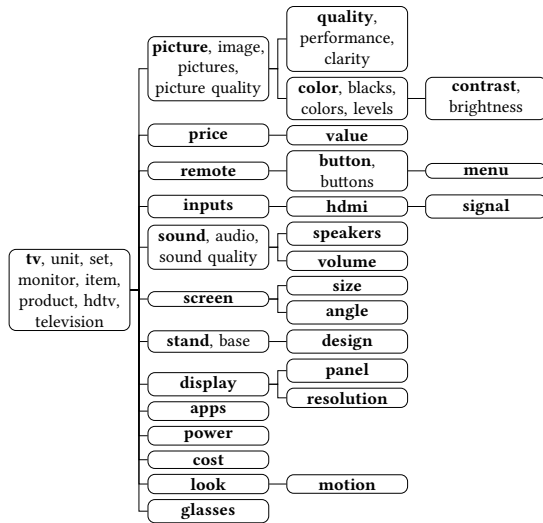 tv, unit, set,
monitor, item,
product, hdtv,
television
picture, image,
pictures,
picture quality
quality,
performance,
clarity
color, blacks,
colors, levels
contrast,
brightness
price
value
remote
button,
buttons
menu
inputs
hdmi
signal
sound, audio,
sound quality
speakers
volume
screen
size
angle
stand, base
design
display
panel
resolution
apps
power
cost
look
motion
glasses